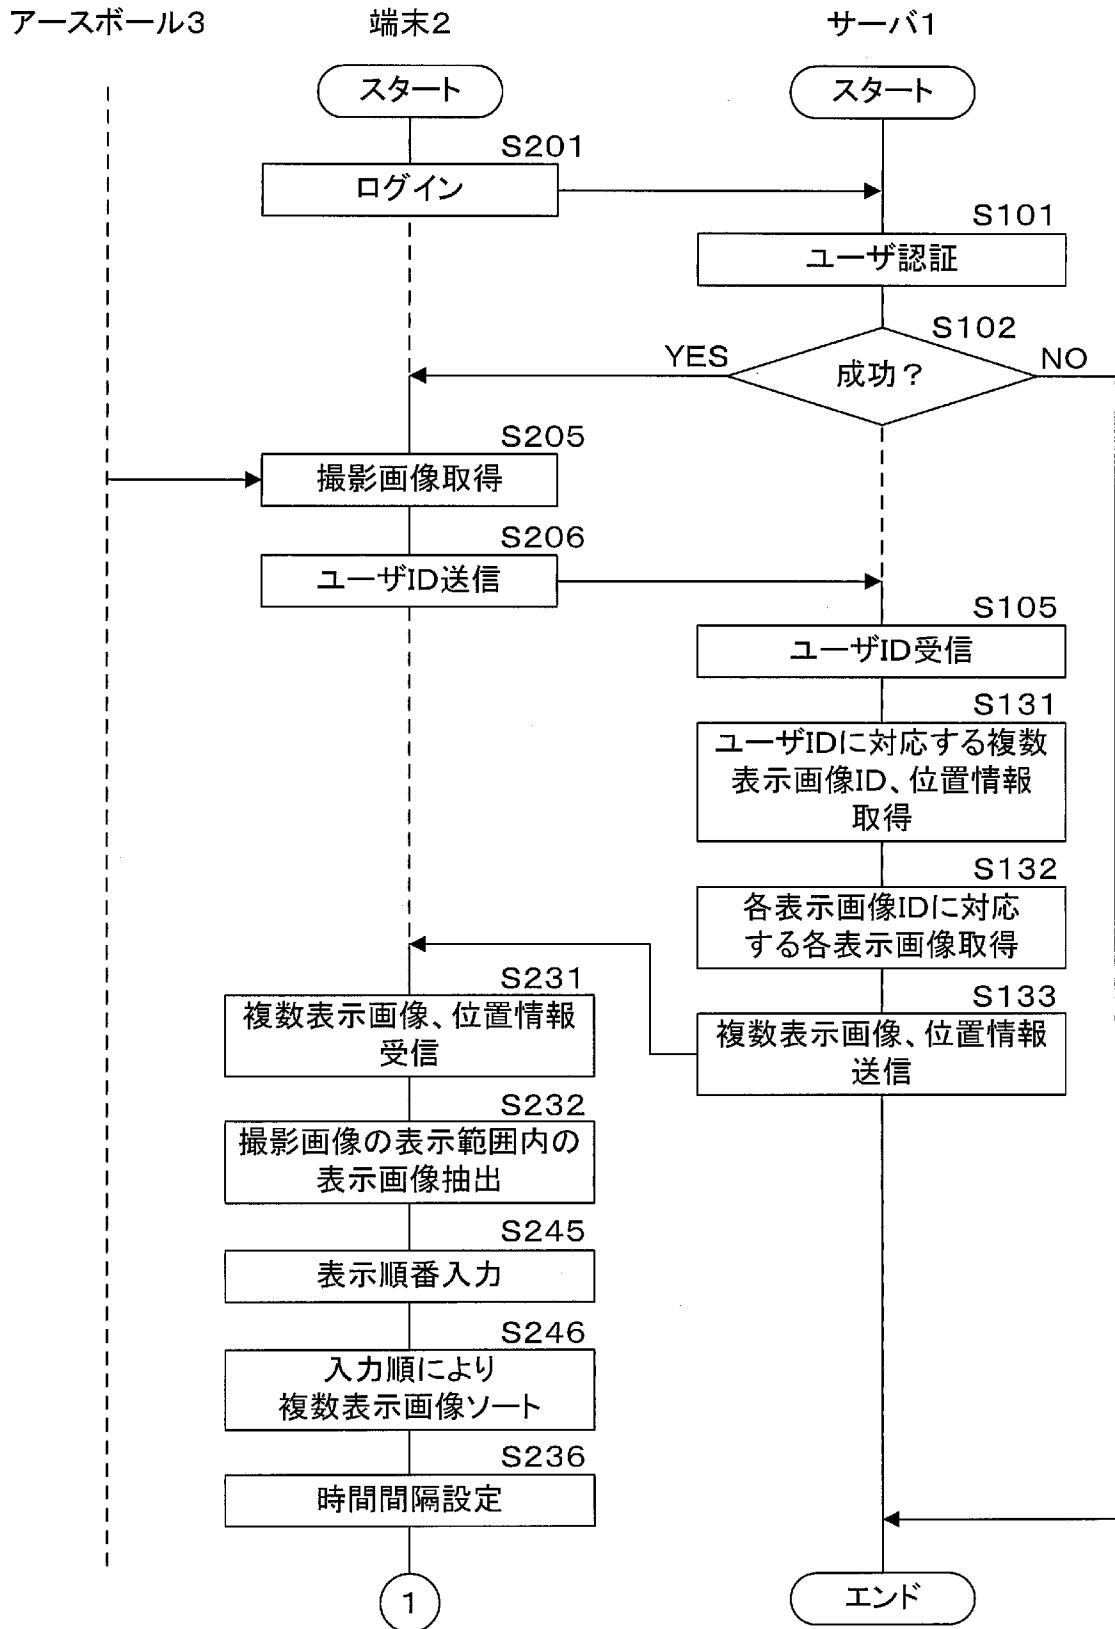 アースボール3
端末2
サーバ1
スタート
スタート
S201
ログイン
S101
ユーザ認証
S102
成功？
YES
NO
S205
撮影画像取得
S206
ユーザID送信
S105
ユーザID受信
S131
ユーザIDに対応する複数
表示画像ID、位置情報
取得
S132
各表示画像IDに対応
する各表示画像取得
S231
複数表示画像、位置情報
受信
S133
複数表示画像、位置情報
送信
S232
撮影画像の表示範囲内の
表示画像抽出
S245
表示順番入力
S246
入力順により
複数表示画像ソート
S236
時間間隔設定
1
エンド